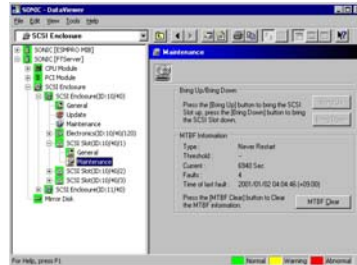 SONIC - DataViewer
File Edit View Tools Help
SCSI Enclosure
SONIC [ESMPRO MIB]
SONIC [FTServer]
CPU Module
PCI Module
SCSI Enclosure
SCSI Enclosure(ID:10/40)
General
Update
Maintenance
Electronics(ID:10/40/120)
SCSI Slot(ID:10/40/1)
General
Maintenance
SCSI Slot(ID:10/40/2)
SCSI Slot(ID:10/40/3)
SCSI Enclosure(ID:11/40)
Mirror Disk
Maintenance
Bring Up/Bring Down
Press the [Bring Up] button to bring the SCSI
Slot up, press the [Bring Down] button to bring
the SCSI Slot down.
MTBF Information
Type : Never Restart
Threshold : -
Current : 6940 Sec
Faults : 4
Time of last fault : 2001/01/02 04:04:46 (+09:00)
Press the [MTBF Clear] button to Clear
the MTBF information.
MTBF Clear
For Help, press F1
Normal Warning Abnormal